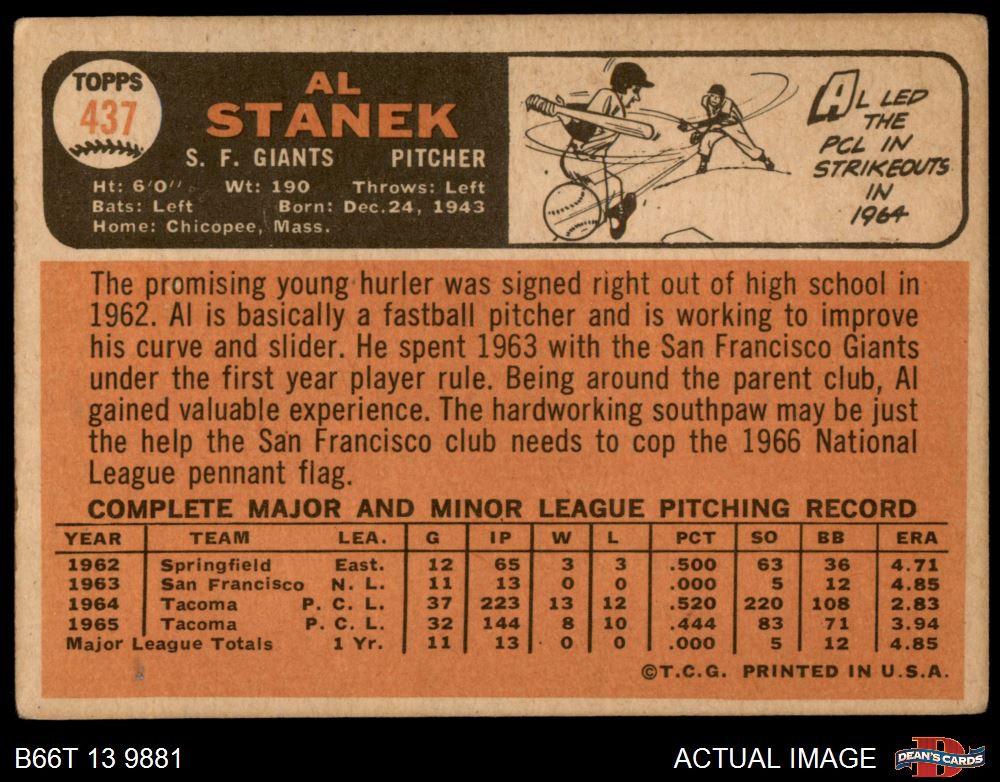 TOPPS
437
AL
STANEK
S. F. GIANTS PITCHER
Ht: 6'0" Wt: 190 Throws: Left
Bats: Left Born: Dec. 24, 1943
Home: Chicopee, Mass.
AL LED
THE
PCL IN
STRIKEOUTS
IN
1964
The promising young hurler was signed right out of high school in
1962. Al is basically a fastball pitcher and is working to improve
his curve and slider. He spent 1963 with the San Francisco Giants
under the first year player rule. Being around the parent club, Al
gained valuable experience. The hardworking southpaw may be just
the help the San Francisco club needs to cop the 1966 National
League pennant flag.
COMPLETE MAJOR AND MINOR LEAGUE PITCHING RECORD
YEAR TEAM LEA. G IP W L PCT SO BB ERA
1962 Springfield East. 12 65 3 3 .500 63 36 4.71
1963 San Francisco N. L. 11 13 0 0 .000 5 12 4.85
1964 Tacoma P. C. L. 37 223 13 12 .520 220 108 2.83
1965 Tacoma P. C. L. 32 144 8 10 .444 83 71 3.94
Major League Totals 1 Yr. 11 13 0 0 .000 5 12 4.85
©T.C.G. PRINTED IN U.S.A.
B66T 13 9881
ACTUAL IMAGE
D
DEAN'S CARDS